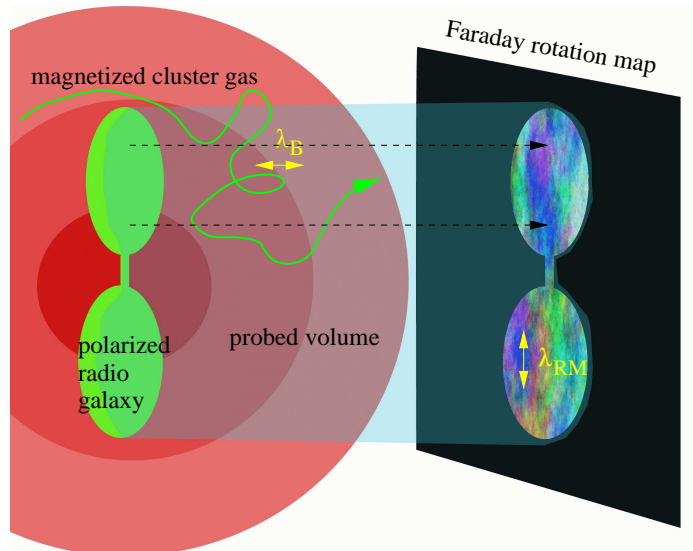 Faraday rotation map
magnetized cluster gas
λB
probed volume
polarized
radio
galaxy
λRM